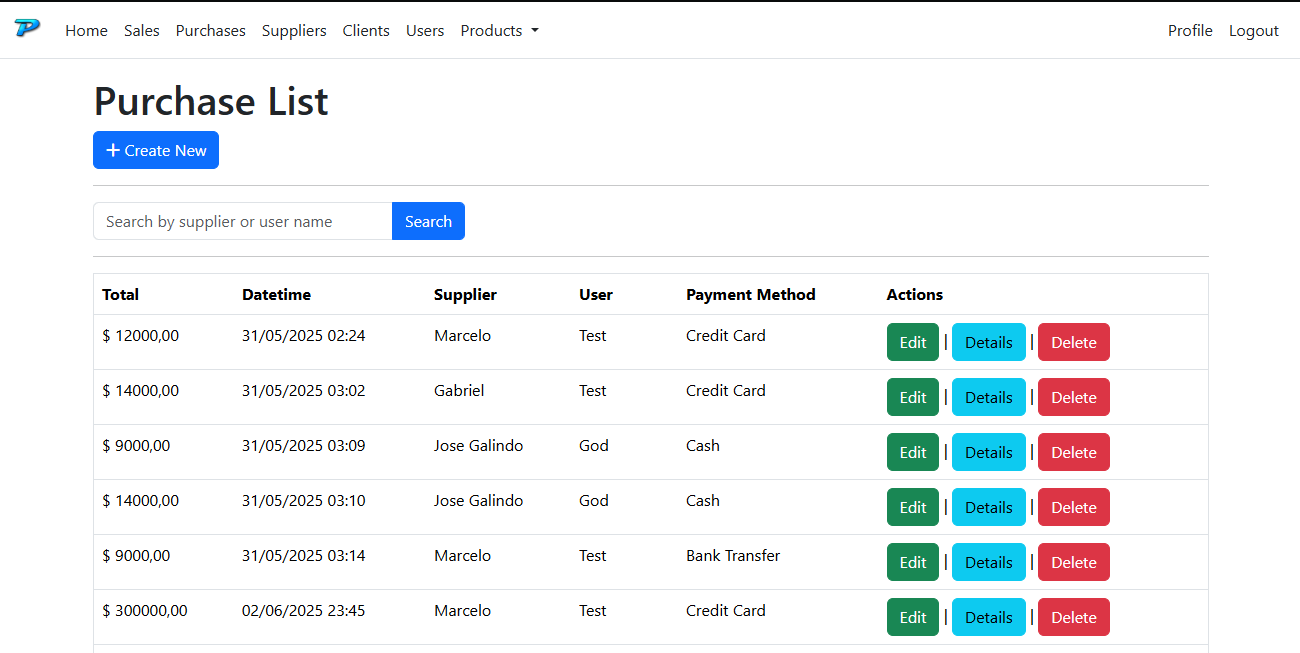 P Home Sales Purchases Suppliers Clients Users Products Profile Logout
Purchase List
+ Create New
Search by supplier or user name Search
Total Datetime Supplier User Payment Method Actions
$ 12000,00 31/05/2025 02:24 Marcelo Test Credit Card Edit | Details | Delete
$ 14000,00 31/05/2025 03:02 Gabriel Test Credit Card Edit | Details | Delete
$ 9000,00 31/05/2025 03:09 Jose Galindo God Cash Edit | Details | Delete
$ 14000,00 31/05/2025 03:10 Jose Galindo God Cash Edit | Details | Delete
$ 9000,00 31/05/2025 03:14 Marcelo Test Bank Transfer Edit | Details | Delete
$ 300000,00 02/06/2025 23:45 Marcelo Test Credit Card Edit | Details | Delete